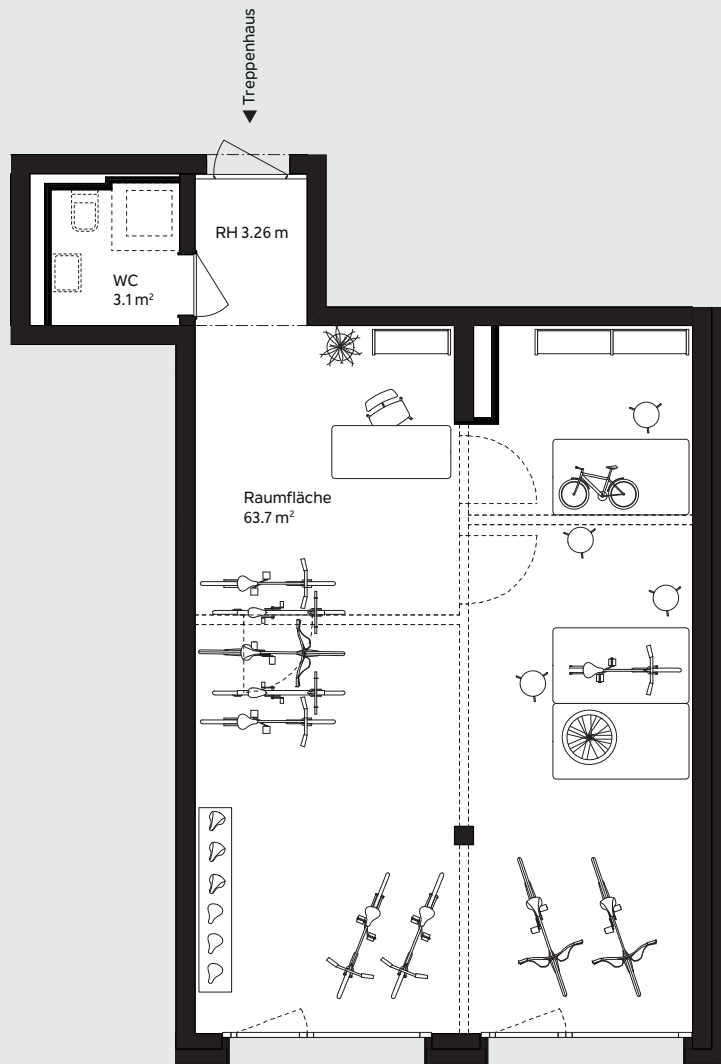 Treppenhaus
RH 3.26 m
WC
3.1 m²
Raumfläche
63.7 m²